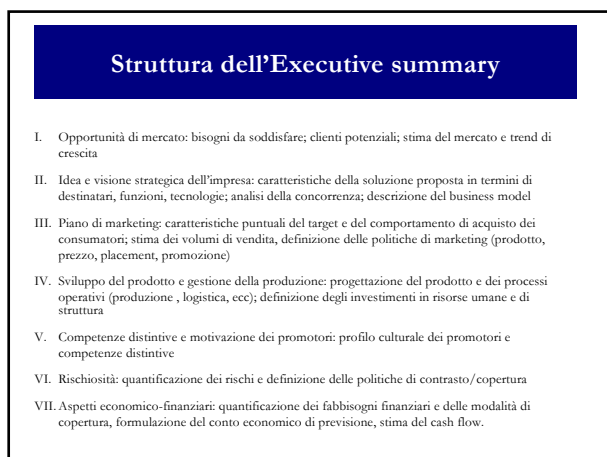 Struttura dell'Executive summary
I. Opportunità di mercato: bisogni da soddisfare; clienti potenziali; stima del mercato e trend di
crescita
II. Idea e visione strategica dell'impresa: caratteristiche della soluzione proposta in termini di
destinatari, funzioni, tecnologie; analisi della concorrenza; descrizione del business model
III. Piano di marketing: caratteristiche puntuali del target e del comportamento di acquisto dei
consumatori; stima dei volumi di vendita, definizione delle politiche di marketing (prodotto,
prezzo, placement, promozione)
IV. Sviluppo del prodotto e gestione della produzione: progettazione del prodotto e dei processi
operativi (produzione , logistica, ecc); definizione degli investimenti in risorse umane e di
struttura
V. Competenze distintive e motivazione dei promotori: profilo culturale dei promotori e
competenze distintive
VI. Rischiosità: quantificazione dei rischi e definizione delle politiche di contrasto/copertura
VII. Aspetti economico-finanziari: quantificazione dei fabbisogni finanziari e delle modalità di
copertura, formulazione del conto economico di previsione, stima del cash flow.